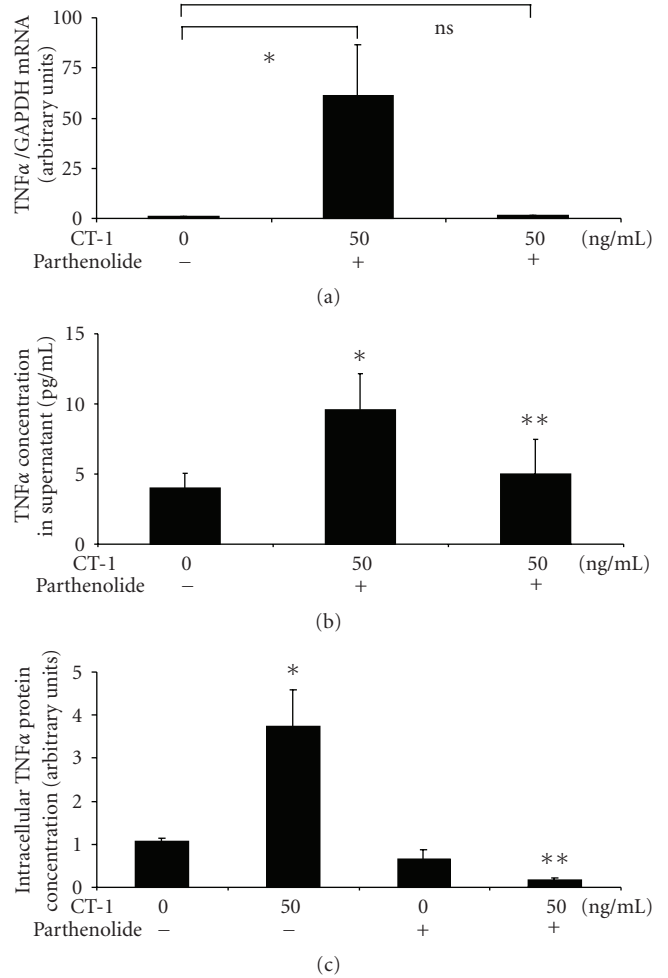 100
75
50
25
0
TNFα/GAPDH mRNA
(arbitrary units)
*
ns
CT-1 0 50 50 (ng/mL)
Parthenolide − + +
(a)
15
10
5
0
TNFα concentration
in supernatant (pg/mL)
*
**
CT-1 0 50 50 (ng/mL)
Parthenolide − + +
(b)
5
4
3
2
1
0
Intracellular TNFα protein
concentration (arbitrary units)
*
**
CT-1 0 50 0 50 (ng/mL)
Parthenolide − − + +
(c)